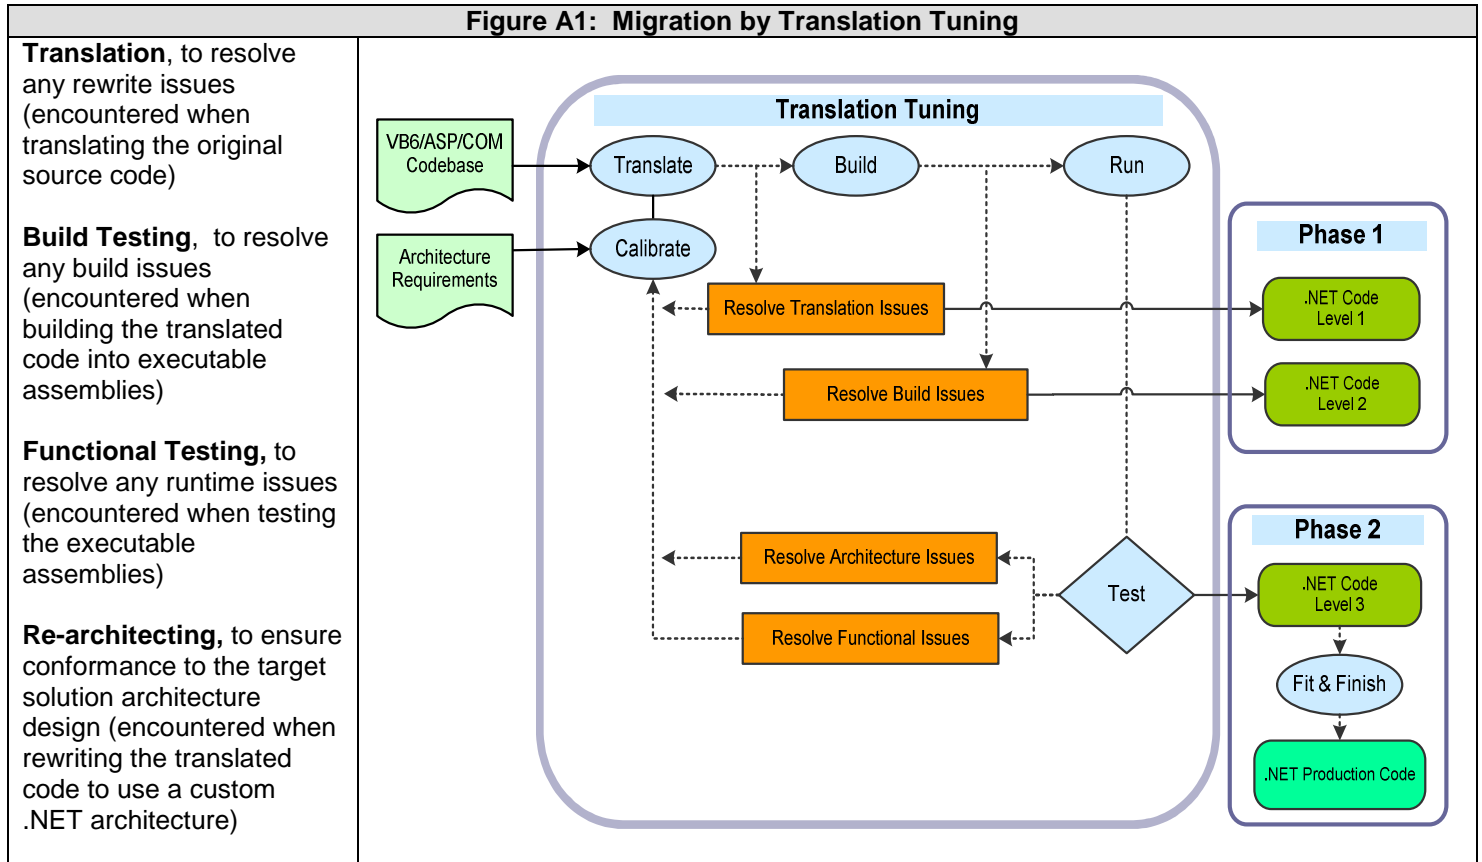 Figure A1:  Migration by Translation Tuning
Translation, to resolve
any rewrite issues
(encountered when
translating the original
source code)
Build Testing,  to resolve
any build issues
(encountered when
building the translated
code into executable
assemblies)
Functional Testing, to
resolve any runtime issues
(encountered when testing
the executable
assemblies)
Re-architecting, to ensure
conformance to the target
solution architecture
design (encountered when
rewriting the translated
code to use a custom
.NET architecture)
Translation Tuning
VB6/ASP/COM
Codebase
Translate
Build
Run
Architecture
Requirements
Calibrate
Resolve Translation Issues
Resolve Build Issues
Resolve Architecture Issues
Resolve Functional Issues
Test
Phase 1
.NET Code
Level 1
.NET Code
Level 2
Phase 2
.NET Code
Level 3
Fit & Finish
.NET Production Code